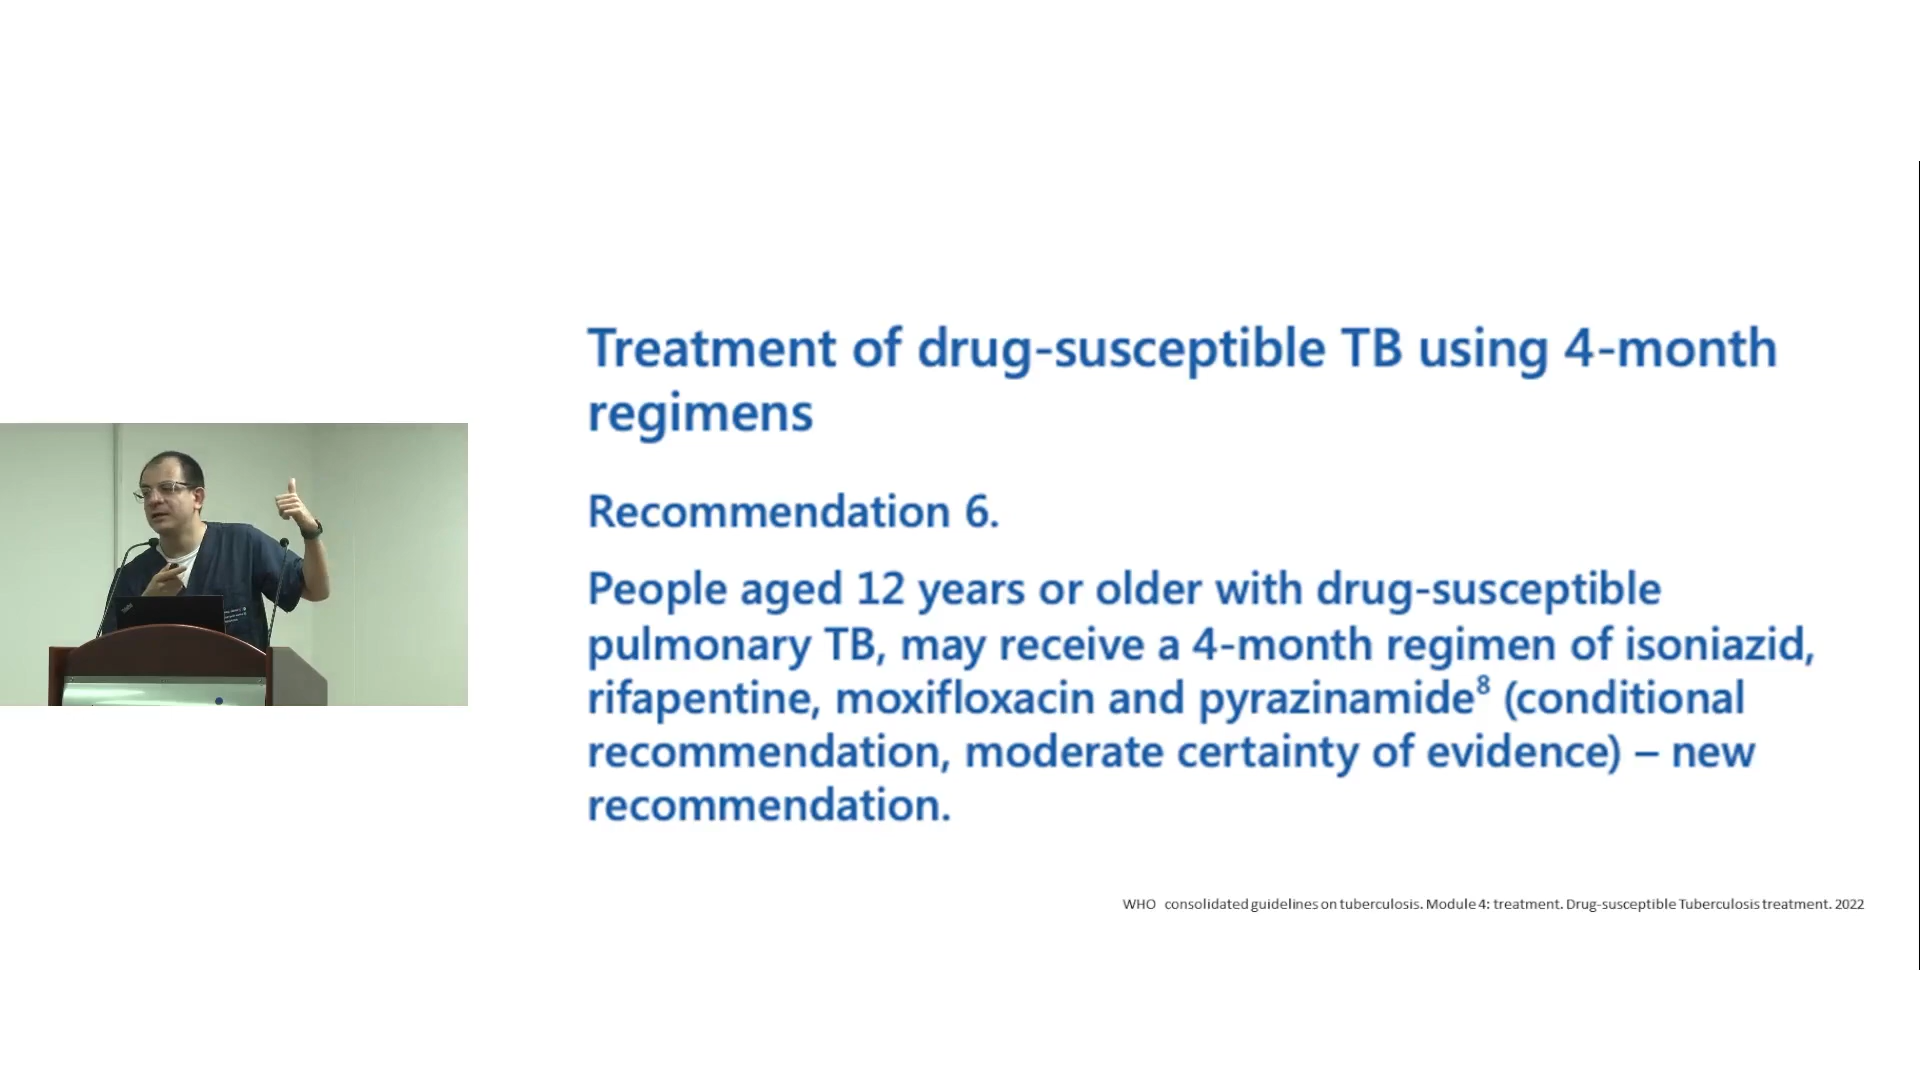 Treatment of drug-susceptible TB using 4-month
regimens
Recommendation 6.
People aged 12 years or older with drug-susceptible
pulmonary TB, may receive a 4-month regimen of isoniazid,
rifapentine, moxifloxacin and pyrazinamide⁸ (conditional
recommendation, moderate certainty of evidence) – new
recommendation.
WHO consolidated guidelines on tuberculosis. Module 4: treatment. Drug-susceptible Tuberculosis treatment. 2022